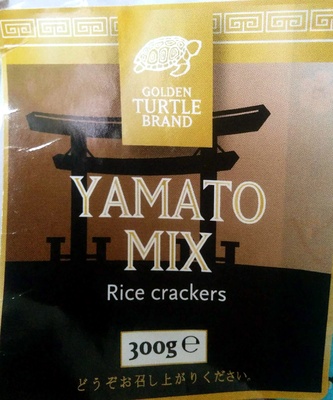 GOLDEN
TURTLE
BRAND
YAMATO
MIX
Rice crackers
300g ℮
どうぞお召し上がりください。